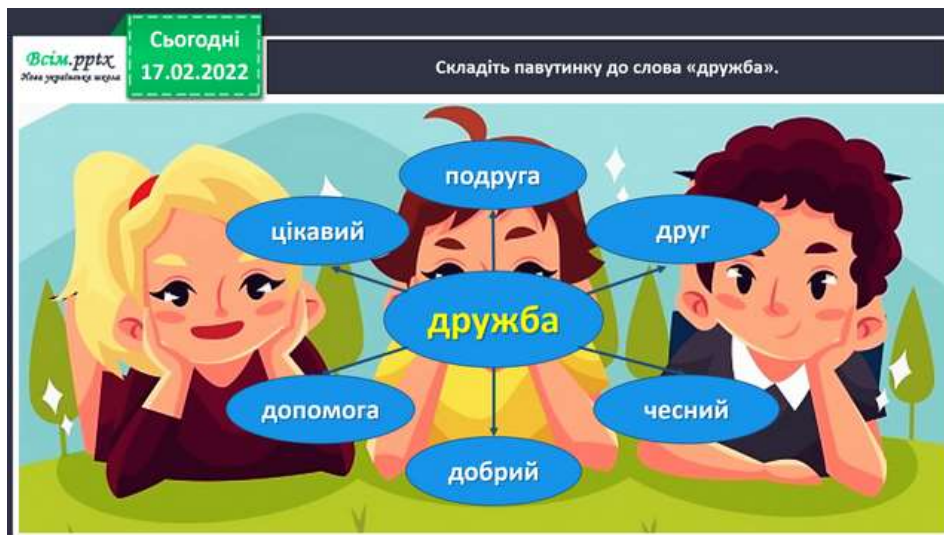 Всім.pptx
Нова українська школа
Сьогодні
17.02.2022
Складіть павутинку до слова «дружба».
подруга
цікавий
друг
дружба
допомога
чесний
добрий